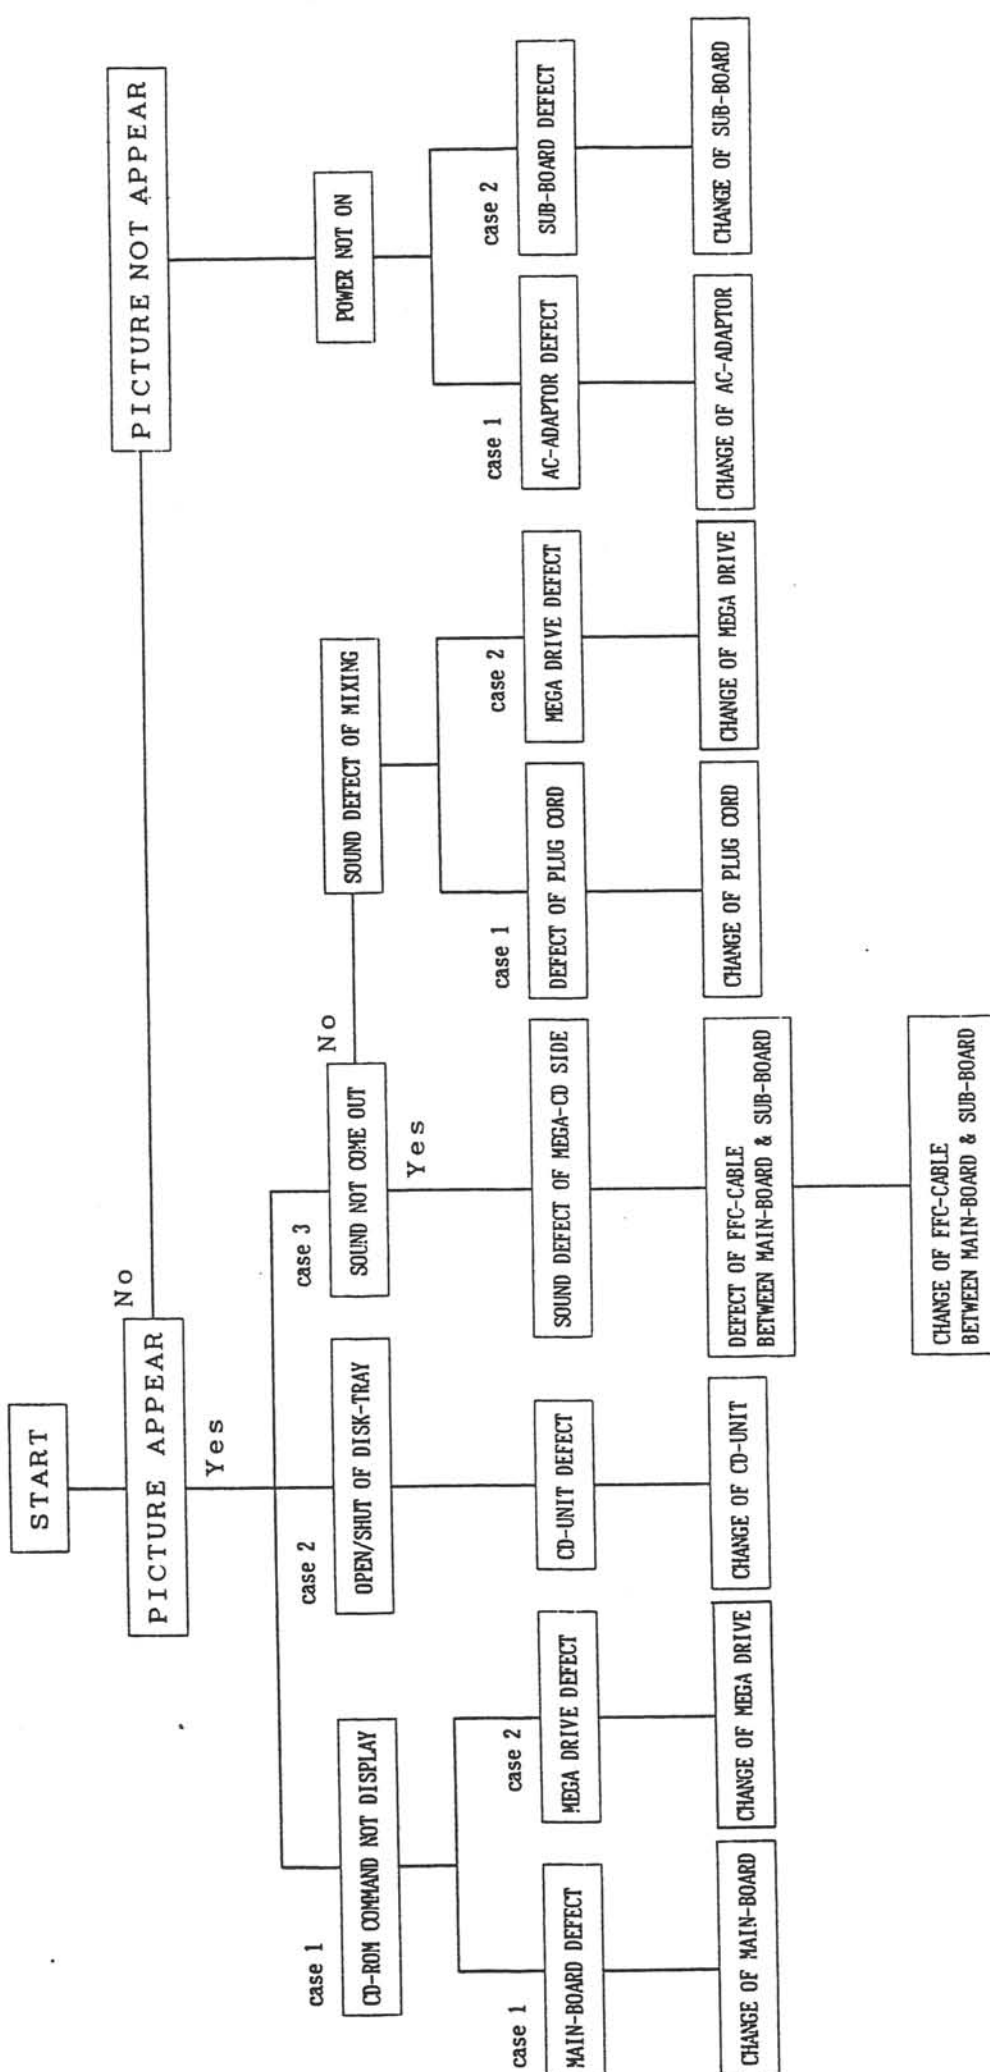 START
PICTURE APPEAR
No
PICTURE NOT APPEAR
Yes
case 1
CD-ROM COMMAND NOT DISPLAY
case 2
OPEN/SHUT OF DISK-TRAY
case 3
SOUND NOT COME OUT
No
SOUND DEFECT OF MIXING
POWER NOT ON
Yes
case 1
MAIN-BOARD DEFECT
case 2
MEGA DRIVE DEFECT
CD-UNIT DEFECT
SOUND DEFECT OF MEGA-CD SIDE
case 1
DEFECT OF PLUG CORD
case 2
MEGA DRIVE DEFECT
case 1
AC-ADAPTOR DEFECT
case 2
SUB-BOARD DEFECT
CHANGE OF MAIN-BOARD
CHANGE OF MEGA DRIVE
CHANGE OF CD-UNIT
DEFECT OF FFC-CABLE
BETWEEN MAIN-BOARD & SUB-BOARD
CHANGE OF PLUG CORD
CHANGE OF MEGA DRIVE
CHANGE OF AC-ADAPTOR
CHANGE OF SUB-BOARD
CHANGE OF FFC-CABLE
BETWEEN MAIN-BOARD & SUB-BOARD